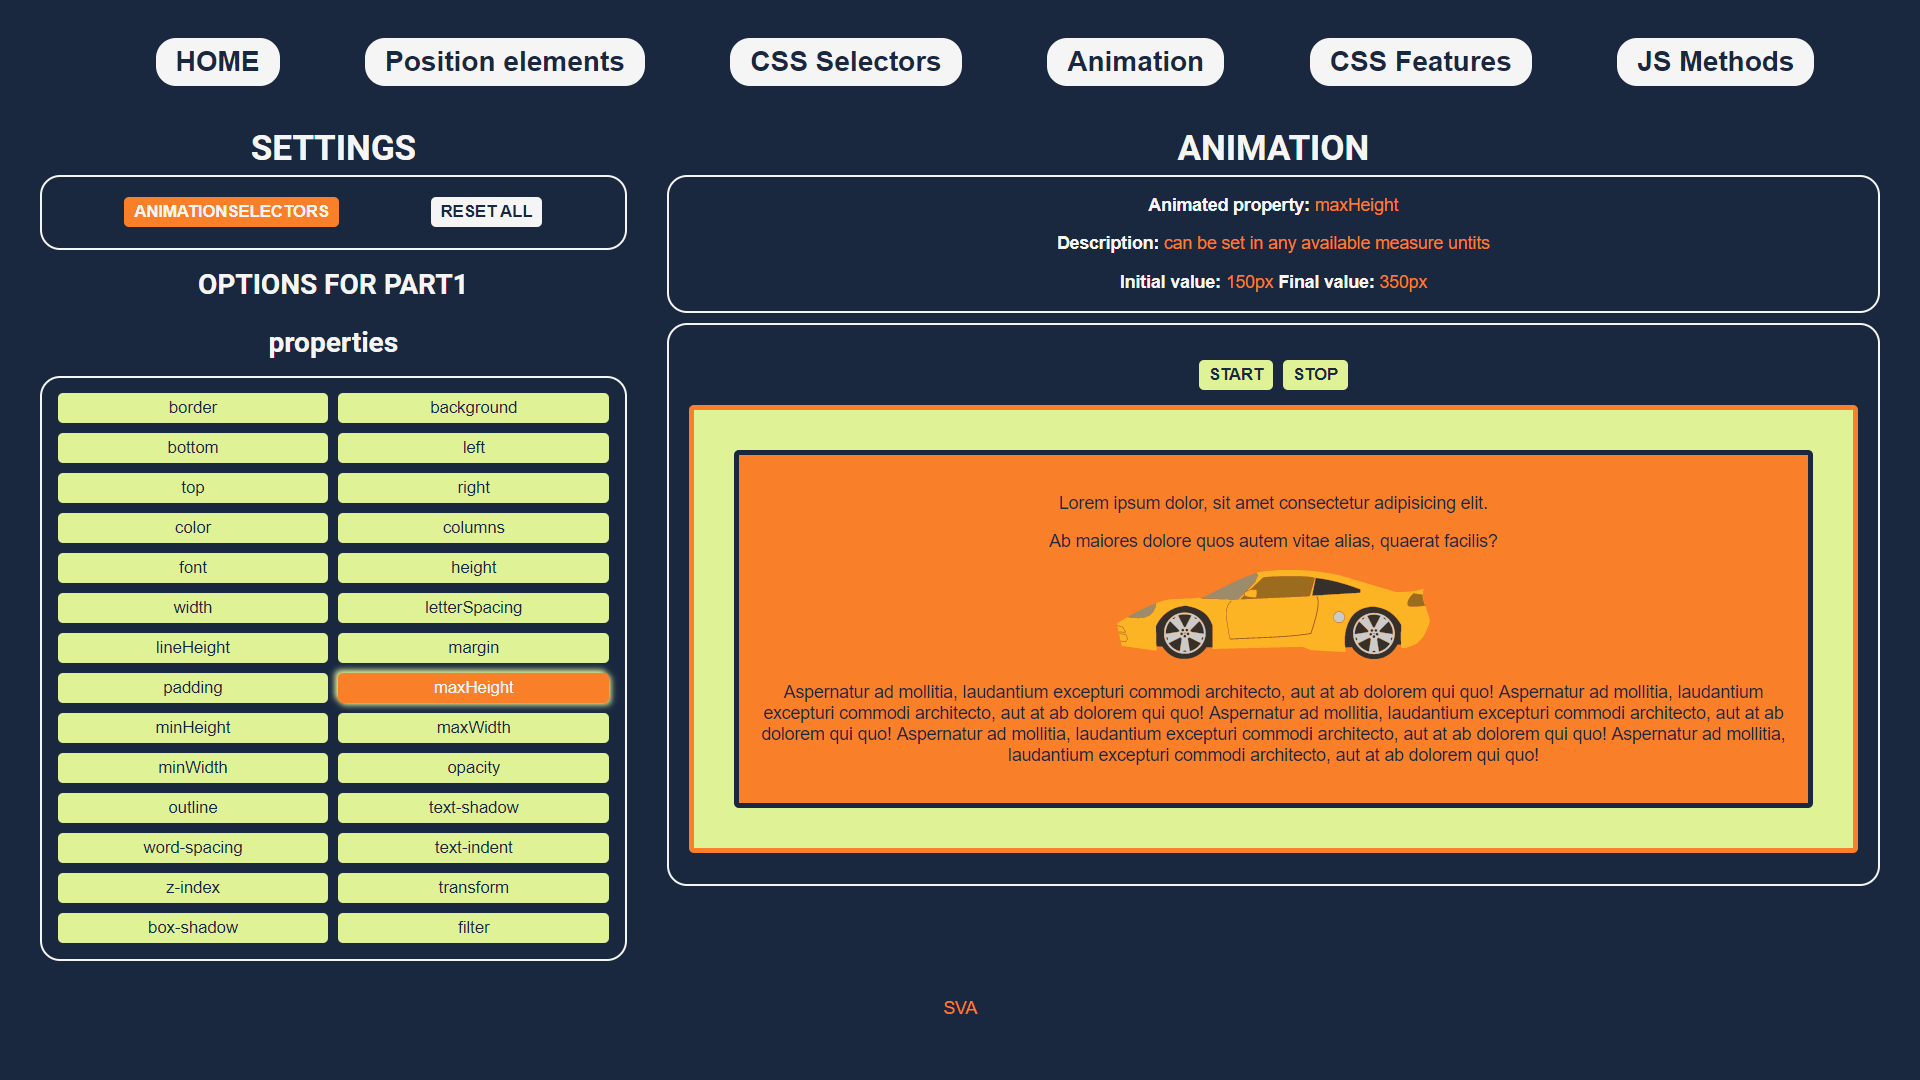 HOME
Position elements
CSS Selectors
Animation
CSS Features
JS Methods
SETTINGS
ANIMATIONSELECTORS
RESET ALL
OPTIONS FOR PART1
properties
border
background
bottom
left
top
right
color
columns
font
height
width
letterSpacing
lineHeight
margin
padding
maxHeight
minHeight
maxWidth
minWidth
opacity
outline
text-shadow
word-spacing
text-indent
z-index
transform
box-shadow
filter
ANIMATION
Animated property: maxHeight
Description: can be set in any available measure untits
Initial value: 150px Final value: 350px
START
STOP
Lorem ipsum dolor, sit amet consectetur adipisicing elit.
Ab maiores dolore quos autem vitae alias, quaerat facilis?
Aspernatur ad mollitia, laudantium excepturi commodi architecto, aut at ab dolorem qui quo! Aspernatur ad mollitia, laudantium
excepturi commodi architecto, aut at ab dolorem qui quo! Aspernatur ad mollitia, laudantium excepturi commodi architecto, aut at ab
dolorem qui quo! Aspernatur ad mollitia, laudantium excepturi commodi architecto, aut at ab dolorem qui quo! Aspernatur ad mollitia,
laudantium excepturi commodi architecto, aut at ab dolorem qui quo!
SVA